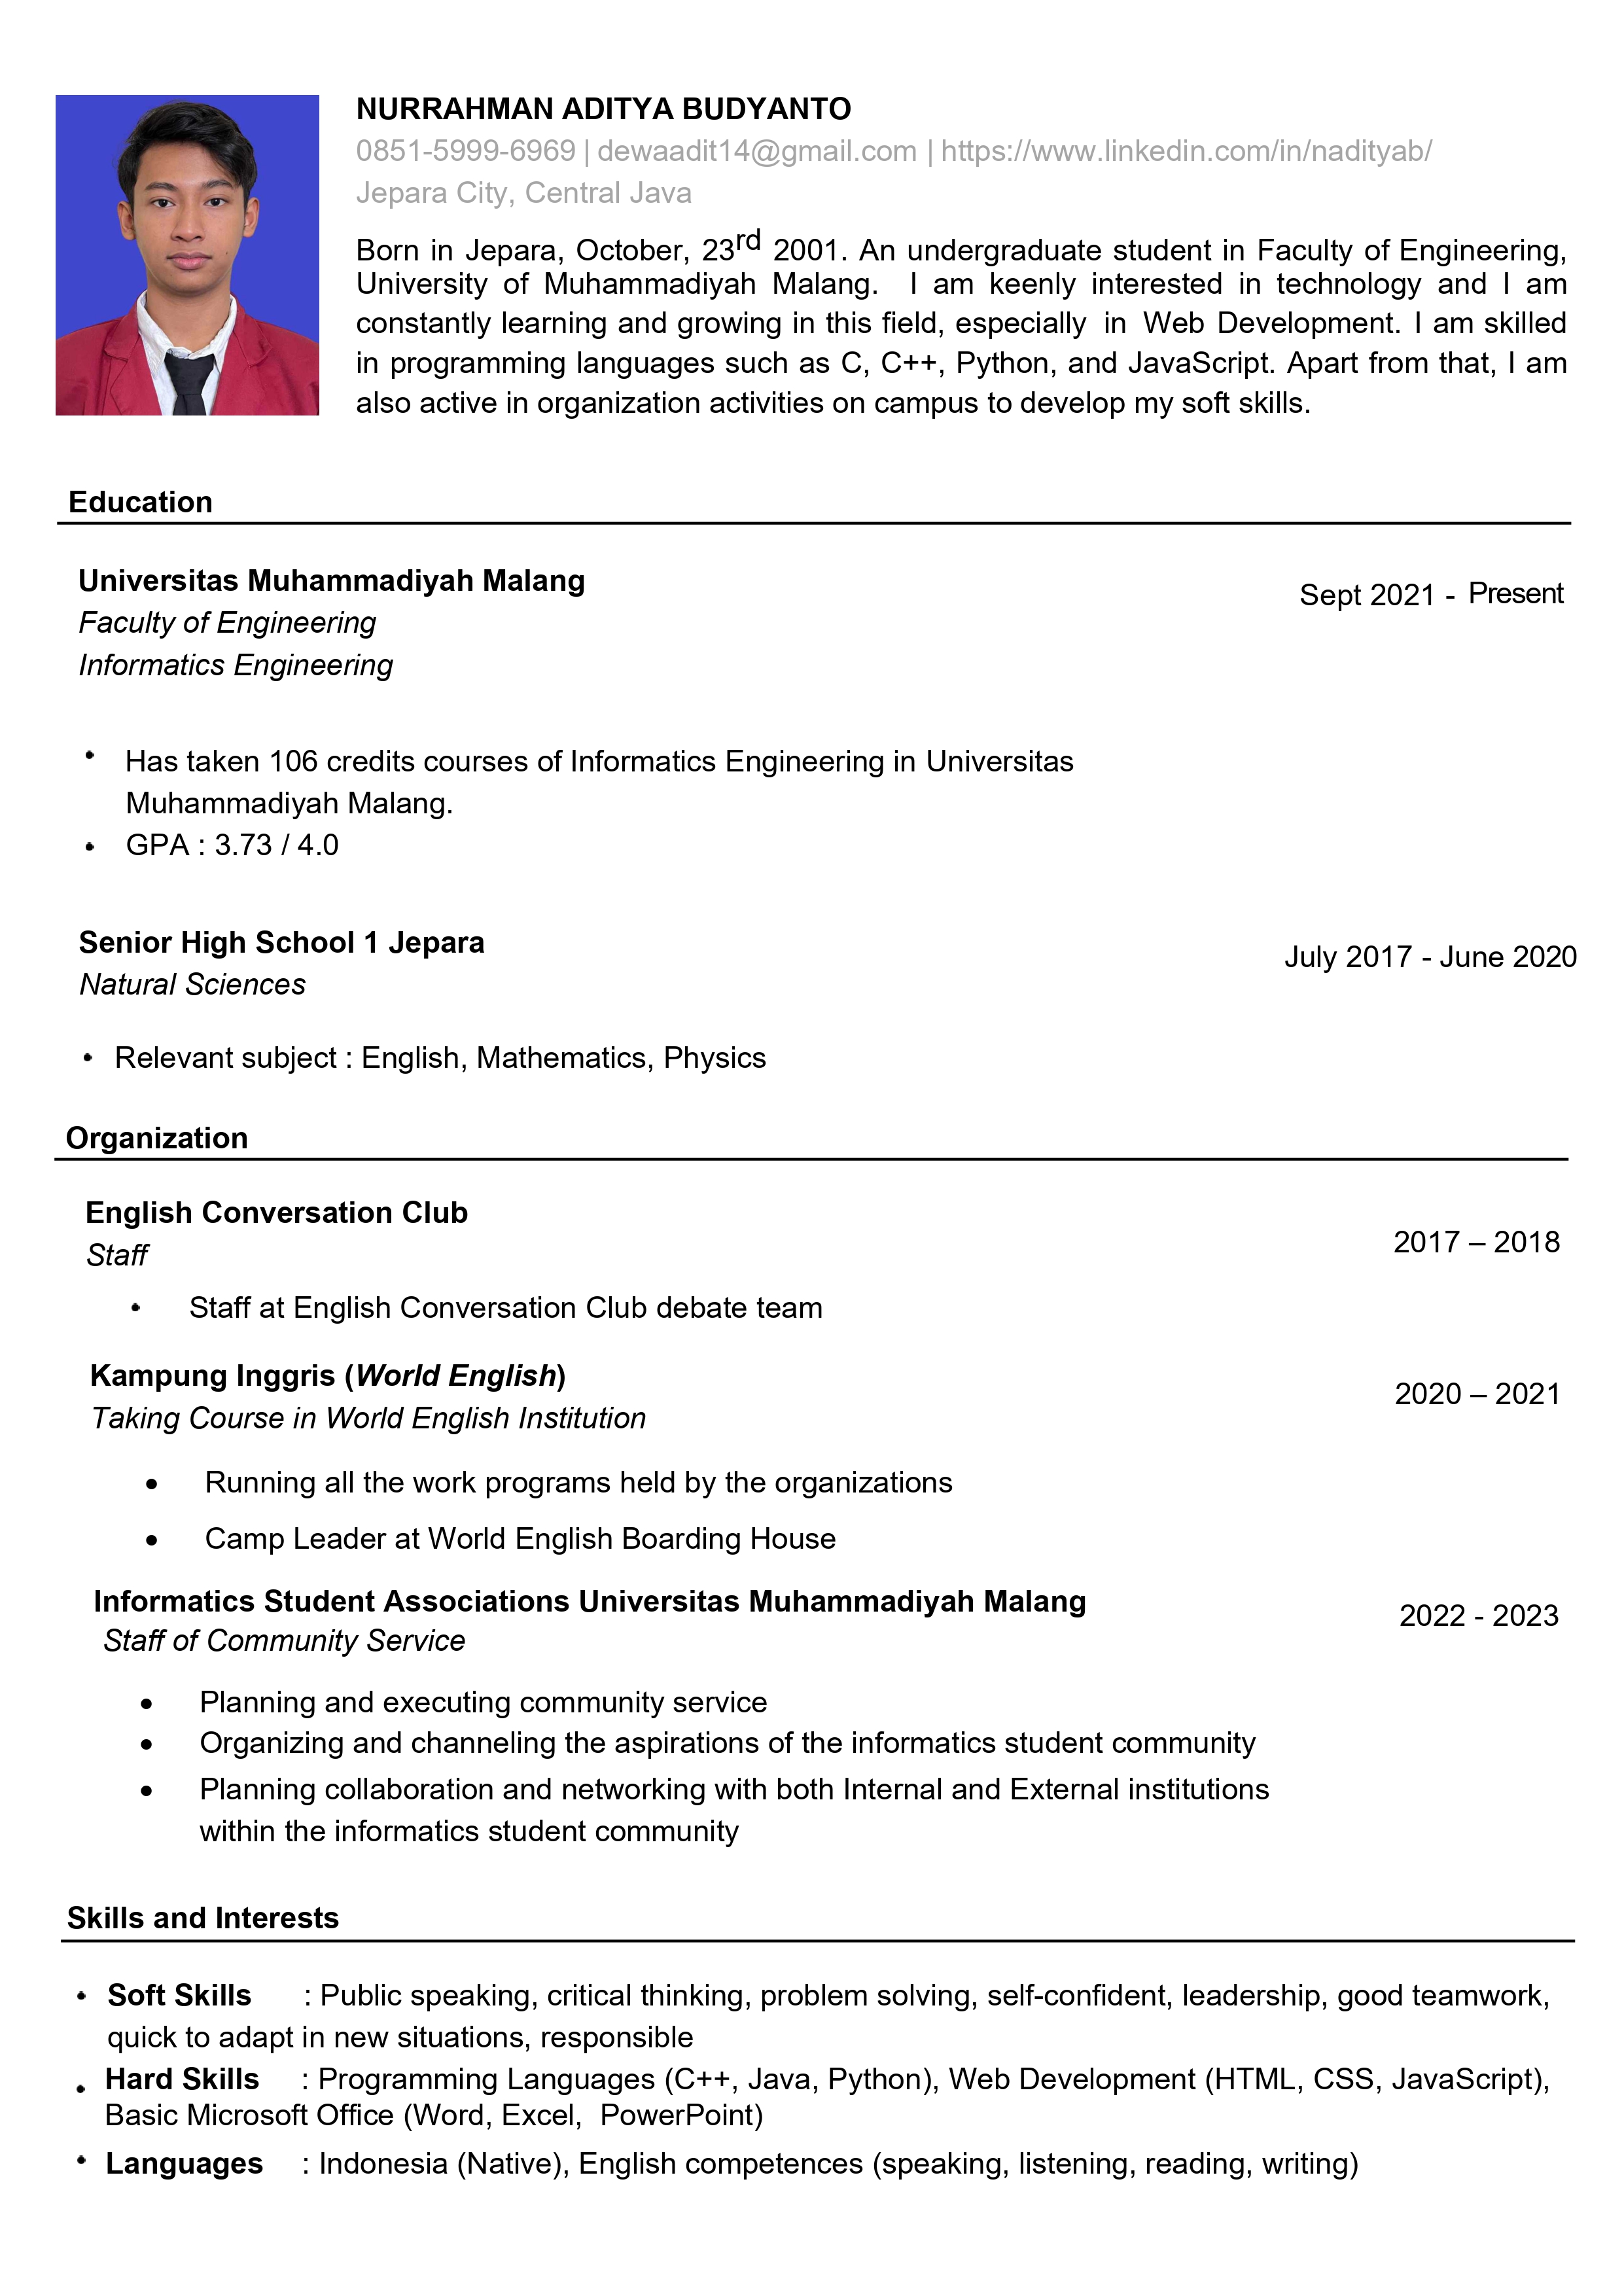 NURRAHMAN ADITYA BUDYANTO
0851-5999-6969 | dewaadit14@gmail.com | https://www.linkedin.com/in/nadityab/
Jepara City, Central Java
Born in Jepara, October, 23rd 2001. An undergraduate student in Faculty of Engineering,
University of Muhammadiyah Malang. I am keenly interested in technology and I am
constantly learning and growing in this field, especially in Web Development. I am skilled
in programming languages such as C, C++, Python, and JavaScript. Apart from that, I am
also active in organization activities on campus to develop my soft skills.
Education
Universitas Muhammadiyah Malang
Sept 2021 - Present
Faculty of Engineering
Informatics Engineering
• Has taken 106 credits courses of Informatics Engineering in Universitas
Muhammadiyah Malang.
• GPA : 3.73 / 4.0
Senior High School 1 Jepara
July 2017 - June 2020
Natural Sciences
• Relevant subject : English, Mathematics, Physics
Organization
English Conversation Club
2017 – 2018
Staff
• Staff at English Conversation Club debate team
Kampung Inggris (World English)
2020 – 2021
Taking Course in World English Institution
• Running all the work programs held by the organizations
• Camp Leader at World English Boarding House
Informatics Student Associations Universitas Muhammadiyah Malang
2022 - 2023
Staff of Community Service
• Planning and executing community service
• Organizing and channeling the aspirations of the informatics student community
• Planning collaboration and networking with both Internal and External institutions
within the informatics student community
Skills and Interests
• Soft Skills : Public speaking, critical thinking, problem solving, self-confident, leadership, good teamwork,
quick to adapt in new situations, responsible
• Hard Skills : Programming Languages (C++, Java, Python), Web Development (HTML, CSS, JavaScript),
Basic Microsoft Office (Word, Excel, PowerPoint)
• Languages : Indonesia (Native), English competences (speaking, listening, reading, writing)